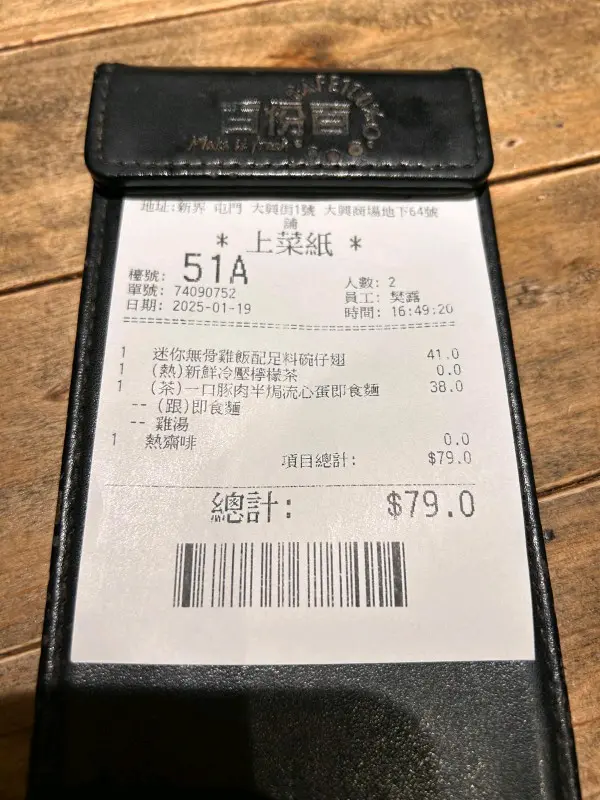 CAFE100%CO.
百份百
Make it fresh
地址:新界 屯門 大興街1號 大興商場地下64號
舖
* 上菜紙 *
檯號: 51A
人數: 2
單號: 74090752
員工: 樊露
日期: 2025-01-19
時間: 16:49:20
1 迷你無骨雞飯配足料碗仔翅 41.0
1 (熱)新鮮冷壓檸檬茶 0.0
1 (茶)一口豚肉半焗流心蛋即食麵 38.0
-- (跟)即食麵
-- 雞湯
1 熱齋啡 0.0
項目總計: $79.0
總計: $79.0